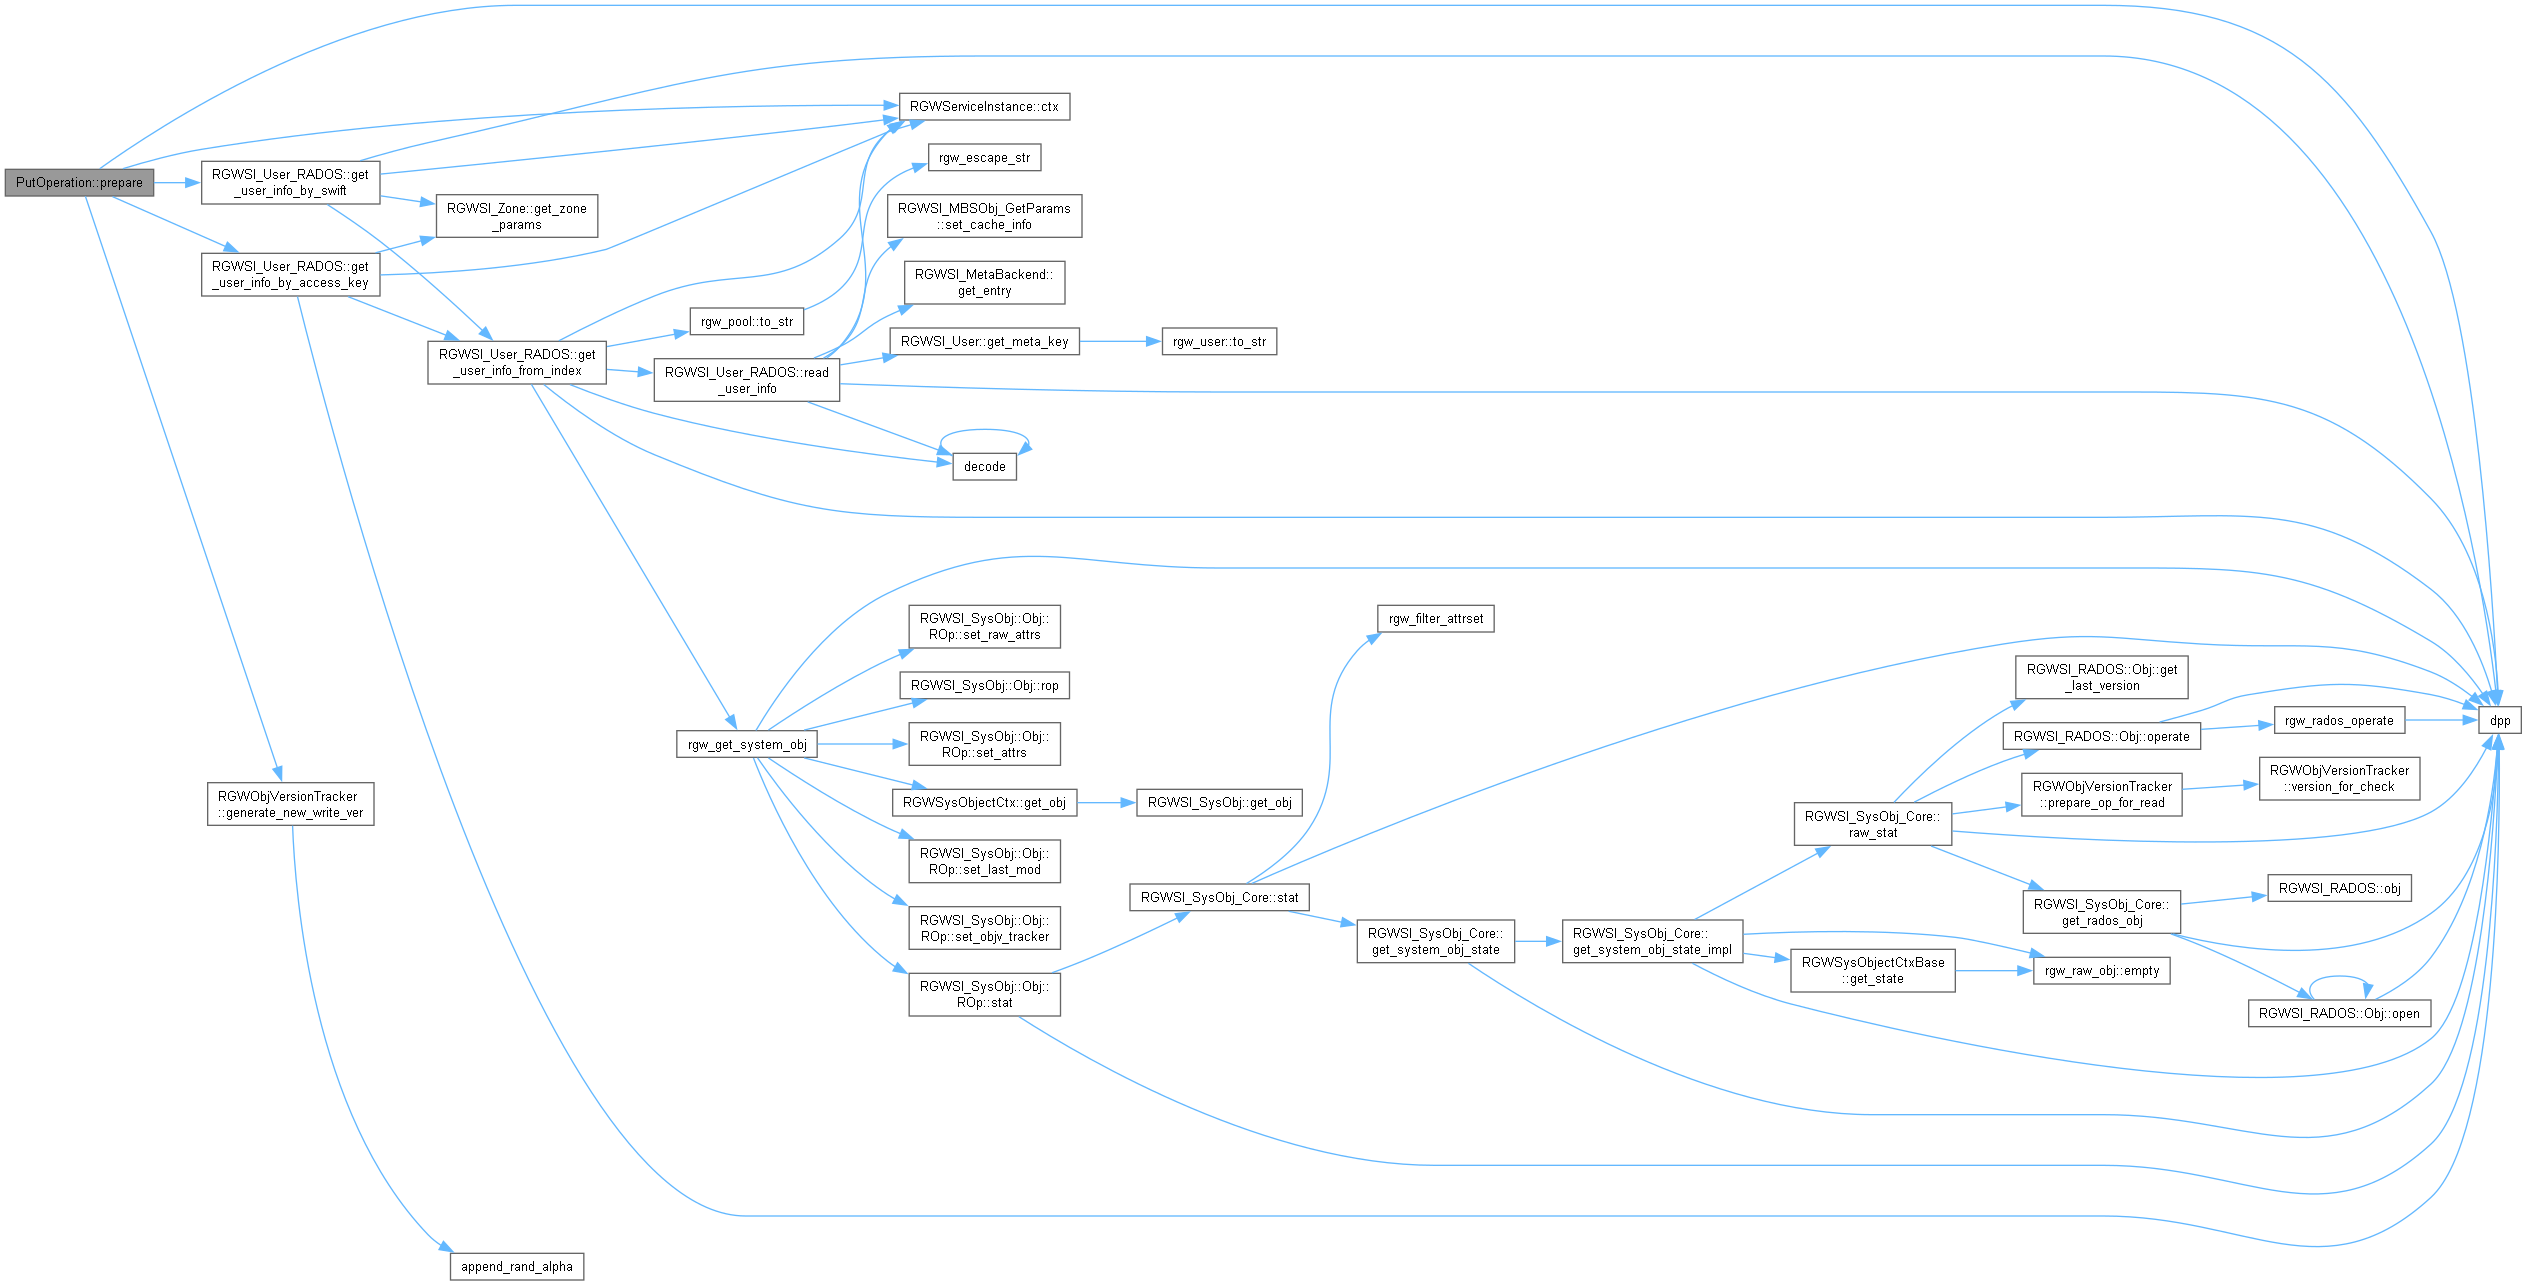 PutOperation::prepare
RGWSI_User_RADOS::get
_user_info_by_swift
RGWSI_User_RADOS::get
_user_info_by_access_key
RGWObjVersionTracker
::generate_new_write_ver
RGWSI_Zone::get_zone
_params
RGWSI_User_RADOS::get
_user_info_from_index
append_rand_alpha
rgw_pool::to_str
RGWSI_User_RADOS::read
_user_info
rgw_get_system_obj
RGWServiceInstance::ctx
rgw_escape_str
RGWSI_MBSObj_GetParams
::set_cache_info
RGWSI_MetaBackend::
get_entry
RGWSI_User::get_meta_key
decode
RGWSI_SysObj::Obj::
ROp::set_raw_attrs
RGWSI_SysObj::Obj::rop
RGWSI_SysObj::Obj::
ROp::set_attrs
RGWSysObjectCtx::get_obj
RGWSI_SysObj::Obj::
ROp::set_last_mod
RGWSI_SysObj::Obj::
ROp::set_objv_tracker
RGWSI_SysObj::Obj::
ROp::stat
rgw_user::to_str
RGWSI_SysObj::get_obj
RGWSI_SysObj_Core::stat
rgw_filter_attrset
RGWSI_SysObj_Core::
get_system_obj_state
RGWSI_SysObj_Core::
get_system_obj_state_impl
RGWSI_SysObj_Core::
raw_stat
RGWSysObjectCtxBase
::get_state
RGWSI_RADOS::Obj::get
_last_version
RGWSI_RADOS::Obj::operate
RGWObjVersionTracker
::prepare_op_for_read
RGWSI_SysObj_Core::
get_rados_obj
rgw_raw_obj::empty
rgw_rados_operate
RGWObjVersionTracker
::version_for_check
RGWSI_RADOS::obj
RGWSI_RADOS::Obj::open
dpp